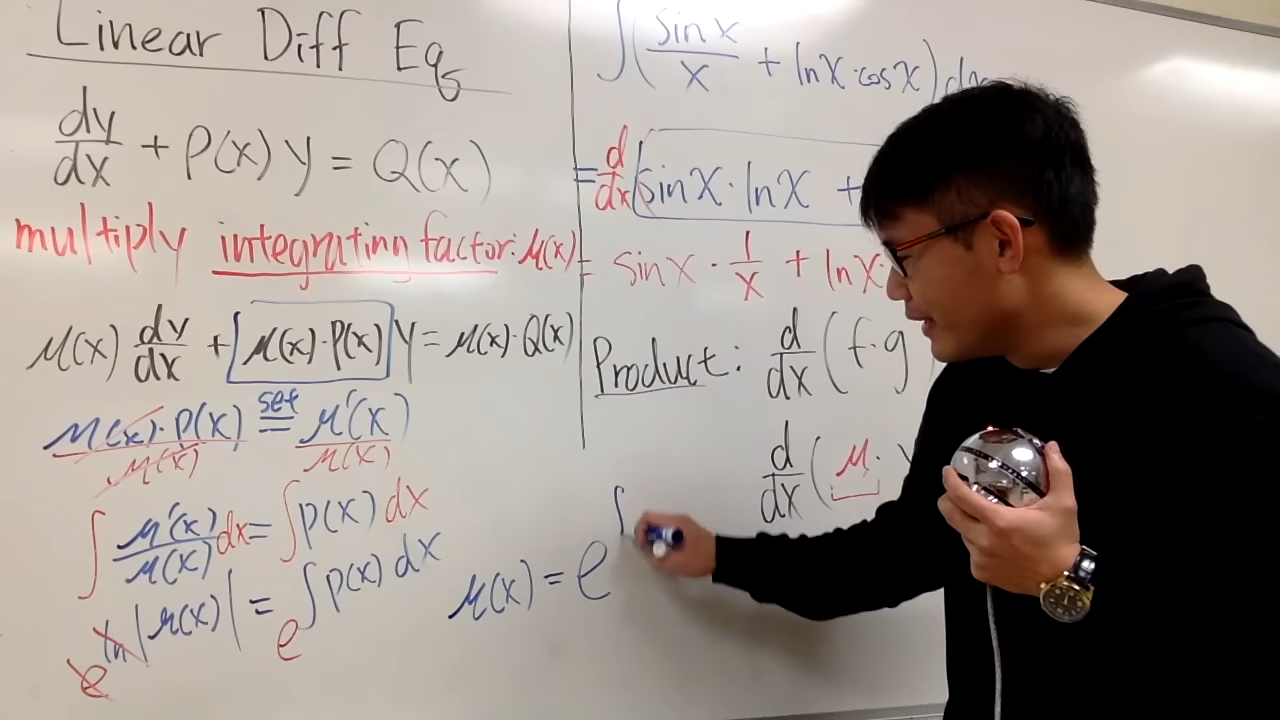 Linear Diff Eqs
dy/dx + P(x) y = Q(x)
multiply integrating factor: μ(x)
μ(x) dy/dx + μ(x)·P(x) y = μ(x)·Q(x)
μ(x)·P(x)/μ(x) set = μ'(x)/μ(x)
∫ μ'(x)/μ(x) dx = ∫ P(x) dx
e^ln|μ(x)| = e^∫ P(x) dx
μ(x) = e^∫
∫( sin x/x + ln x · cos x ) dx
= d/dx ( sin x · ln x +
= sin x · 1/x + ln x ·
Product: d/dx ( f · g
d/dx ( μ ·